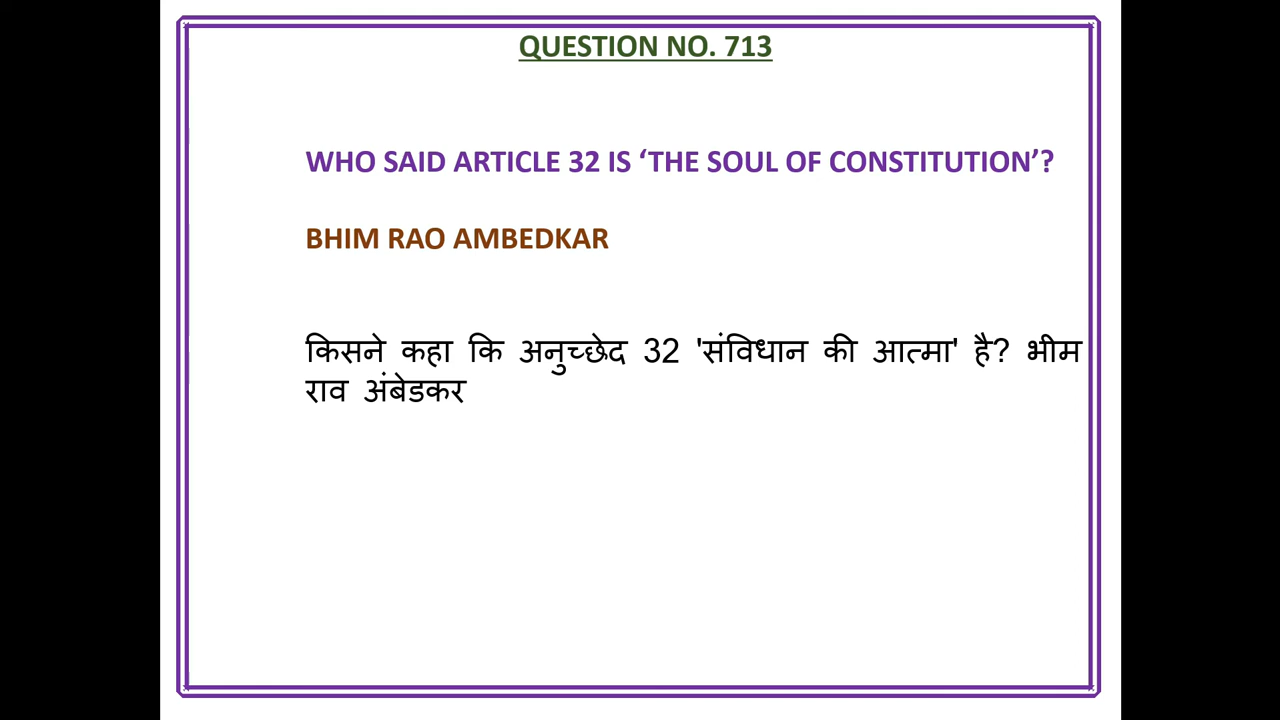 QUESTION NO. 713
WHO SAID ARTICLE 32 IS ‘THE SOUL OF CONSTITUTION’?
BHIM RAO AMBEDKAR
किसने कहा कि अनुच्छेद 32 'संविधान की आत्मा' है? भीम
राव अंबेडकर